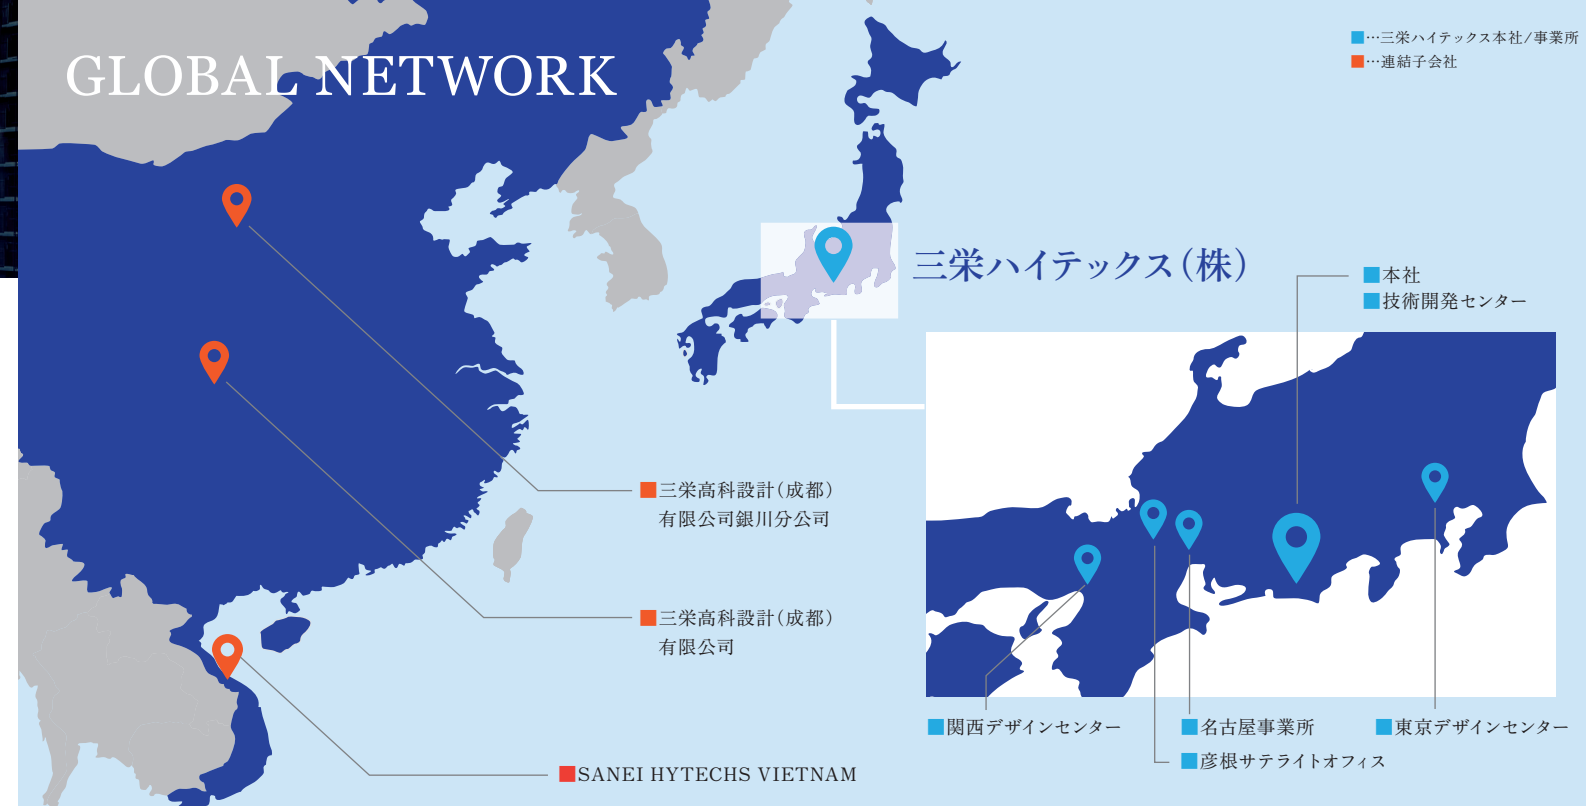 GLOBAL NETWORK
■…三栄ハイテックス本社/事業所
■…連結子会社
三栄ハイテックス(株)
■本社
■技術開発センター
■三栄高科設計(成都)
有限公司銀川分公司
■三栄高科設計(成都)
有限公司
■SANEI HYTECHS VIETNAM
■関西デザインセンター
■名古屋事業所
■東京デザインセンター
■彦根サテライトオフィス